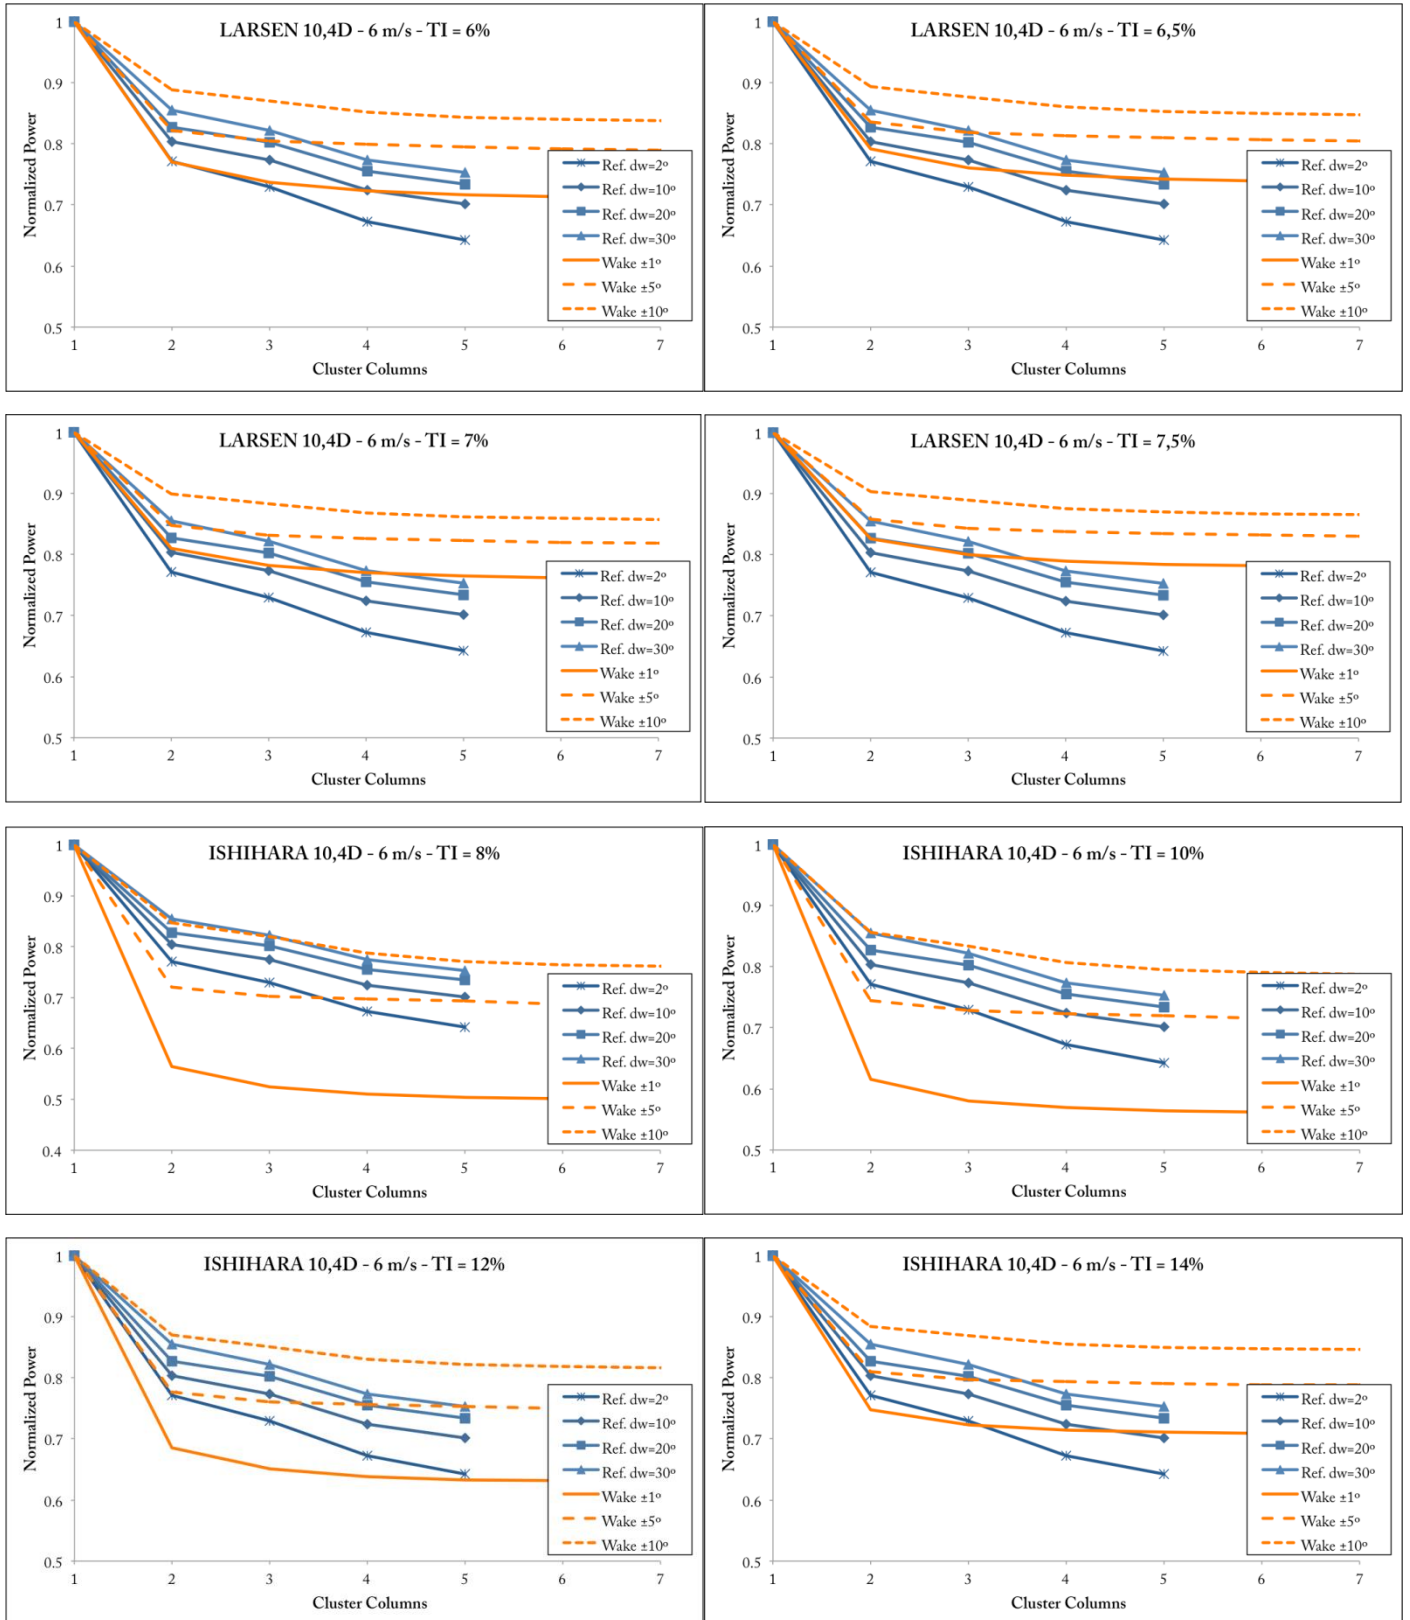 LARSEN 10,4D - 6 m/s - TI = 6%
1
0.9
0.8
0.7
0.6
0.5
Normalized Power
1 2 3 4 5 6 7
Cluster Columns
Ref. dw=2º
Ref. dw=10º
Ref. dw=20º
Ref. dw=30º
Wake ±1º
Wake ±5º
Wake ±10º
LARSEN 10,4D - 6 m/s - TI = 6,5%
1
0.9
0.8
0.7
0.6
0.5
Normalized Power
1 2 3 4 5 6 7
Cluster Columns
Ref. dw=2º
Ref. dw=10º
Ref. dw=20º
Ref. dw=30º
Wake ±1º
Wake ±5º
Wake ±10º
LARSEN 10,4D - 6 m/s - TI = 7%
1
0.9
0.8
0.7
0.6
0.5
Normalized Power
1 2 3 4 5 6 7
Cluster Columns
Ref. dw=2º
Ref. dw=10º
Ref. dw=20º
Ref. dw=30º
Wake ±1º
Wake ±5º
Wake ±10º
LARSEN 10,4D - 6 m/s - TI = 7,5%
1
0.9
0.8
0.7
0.6
0.5
Normalized Power
1 2 3 4 5 6 7
Cluster Columns
Ref. dw=2º
Ref. dw=10º
Ref. dw=20º
Ref. dw=30º
Wake ±1º
Wake ±5º
Wake ±10º
ISHIHARA 10,4D - 6 m/s - TI = 8%
1
0.9
0.8
0.7
0.6
0.5
0.4
Normalized Power
1 2 3 4 5 6 7
Cluster Columns
Ref. dw=2º
Ref. dw=10º
Ref. dw=20º
Ref. dw=30º
Wake ±1º
Wake ±5º
Wake ±10º
ISHIHARA 10,4D - 6 m/s - TI = 10%
1
0.9
0.8
0.7
0.6
0.5
Normalized Power
1 2 3 4 5 6 7
Cluster Columns
Ref. dw=2º
Ref. dw=10º
Ref. dw=20º
Ref. dw=30º
Wake ±1º
Wake ±5º
Wake ±10º
ISHIHARA 10,4D - 6 m/s - TI = 12%
1
0.9
0.8
0.7
0.6
0.5
Normalized Power
1 2 3 4 5 6 7
Cluster Columns
Ref. dw=2º
Ref. dw=10º
Ref. dw=20º
Ref. dw=30º
Wake ±1º
Wake ±5º
Wake ±10º
ISHIHARA 10,4D - 6 m/s - TI = 14%
1
0.9
0.8
0.7
0.6
0.5
Normalized Power
1 2 3 4 5 6 7
Cluster Columns
Ref. dw=2º
Ref. dw=10º
Ref. dw=20º
Ref. dw=30º
Wake ±1º
Wake ±5º
Wake ±10º